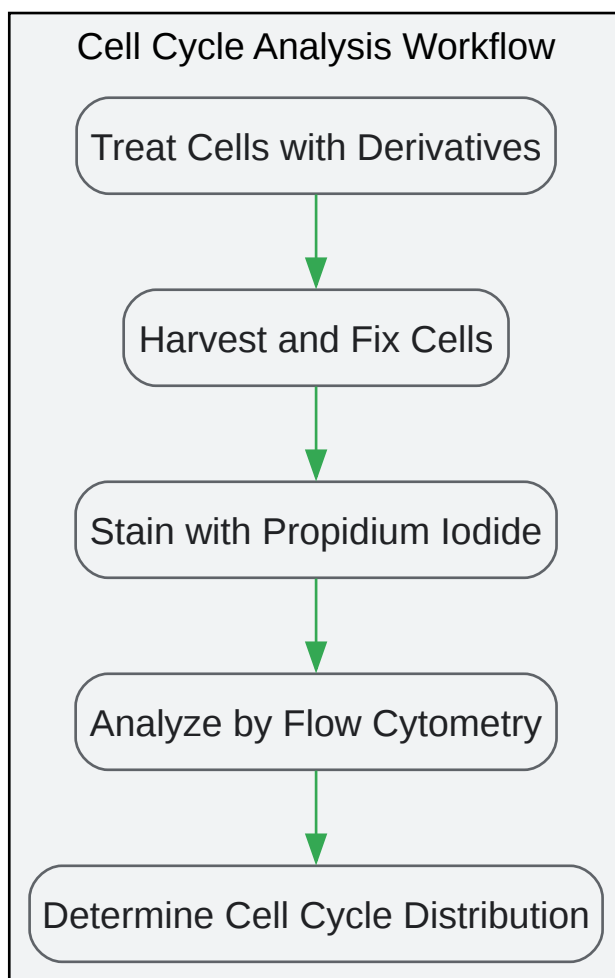 Cell Cycle Analysis Workflow
Treat Cells with Derivatives
Harvest and Fix Cells
Stain with Propidium Iodide
Analyze by Flow Cytometry
Determine Cell Cycle Distribution